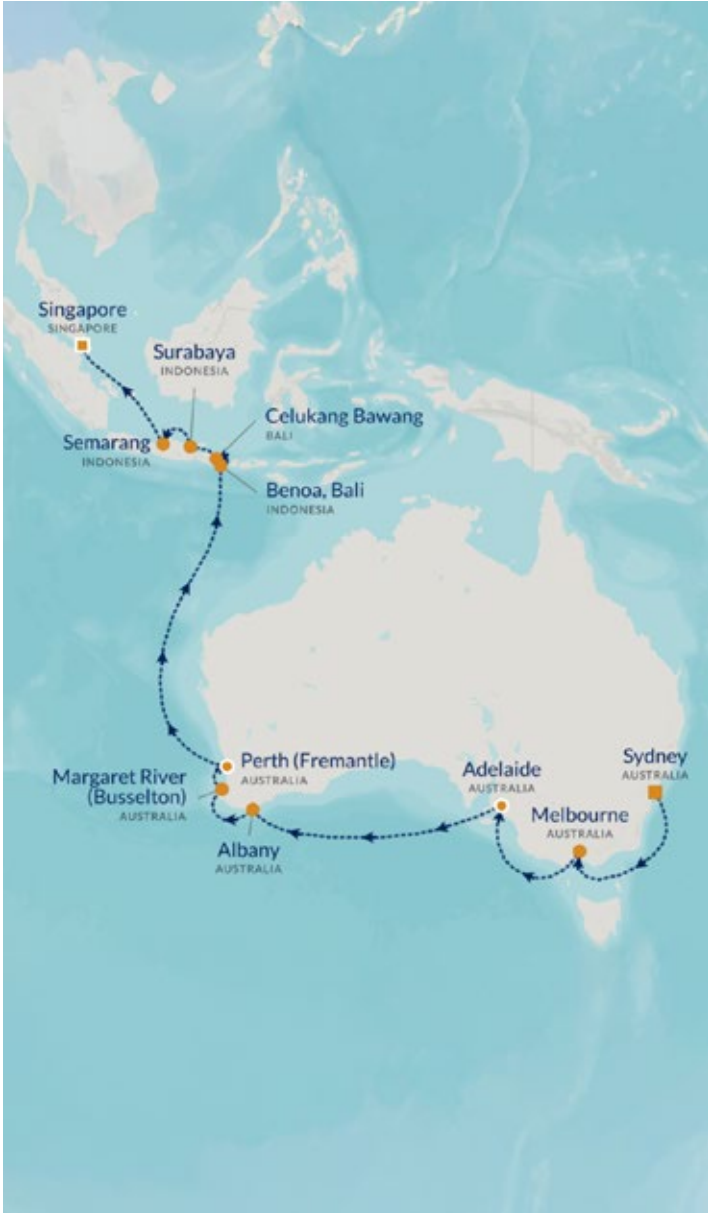 Singapore
SINGAPORE
Surabaya
INDONESIA
Celukang Bawang
BALI
Semarang
INDONESIA
Benoa, Bali
INDONESIA
Perth (Fremantle)
AUSTRALIA
Margaret River
(Busselton)
AUSTRALIA
Albany
AUSTRALIA
Adelaide
AUSTRALIA
Melbourne
AUSTRALIA
Sydney
AUSTRALIA